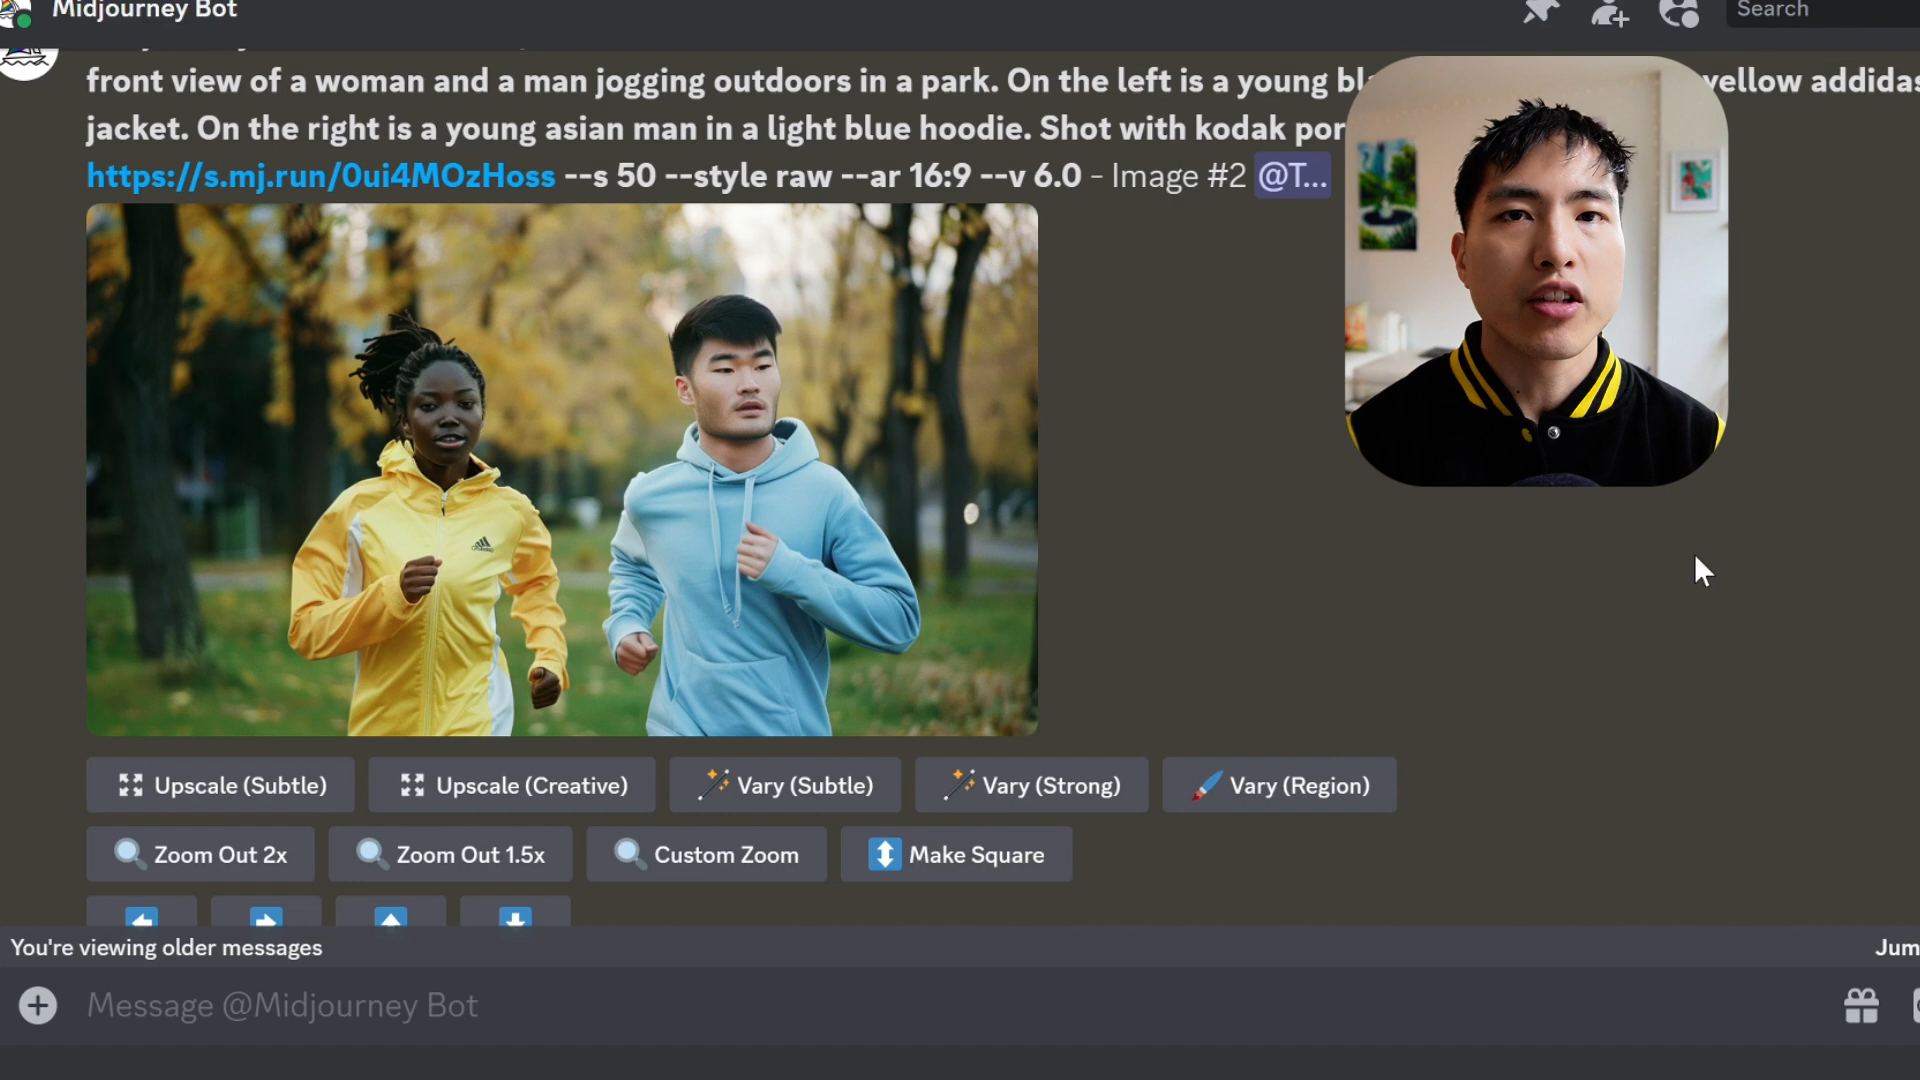 Midjourney Bot
Search
front view of a woman and a man jogging outdoors in a park. On the left is a young yellow
jacket. On the right is a young asian man in a light blue hoodie. Shot with kodak
https://s.mj.run/0ui4MOzHoss --s 50 --style raw --ar 16:9 --v 6.0 - Image #2 @T...
Upscale (Subtle) Upscale (Creative) Vary (Subtle) Vary (Strong) Vary (Region)
Zoom Out 2x Zoom Out 1.5x Custom Zoom Make Square
You're viewing older messages
Message @Midjourney Bot